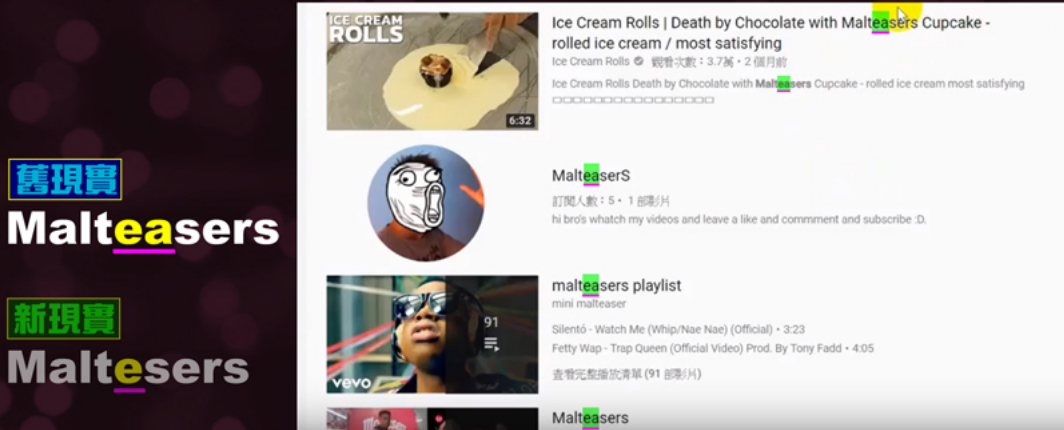 舊現實
Malteasers
新現實
Maltesers
ICE CREAM
ROLLS
6:32
Ice Cream Rolls | Death by Chocolate with Malteasers Cupcake -
rolled ice cream / most satisfying
Ice Cream Rolls 觀看次數：3.7萬 • 2 個月前
Ice Cream Rolls Death by Chocolate with Malteasers Cupcake - rolled ice cream most satisfying
MalteaserS
訂閱人數：5 • 1 部影片
hi bro's whatch my videos and leave a like and commment and subscribe :D.
91
vevo
malteasers playlist
mini malteaser
Silentó - Watch Me (Whip/Nae Nae) (Official) • 3:23
Fetty Wap - Trap Queen (Official Video) Prod. By Tony Fadd • 4:05
查看完整播放清單 (91 部影片)
Malteasers